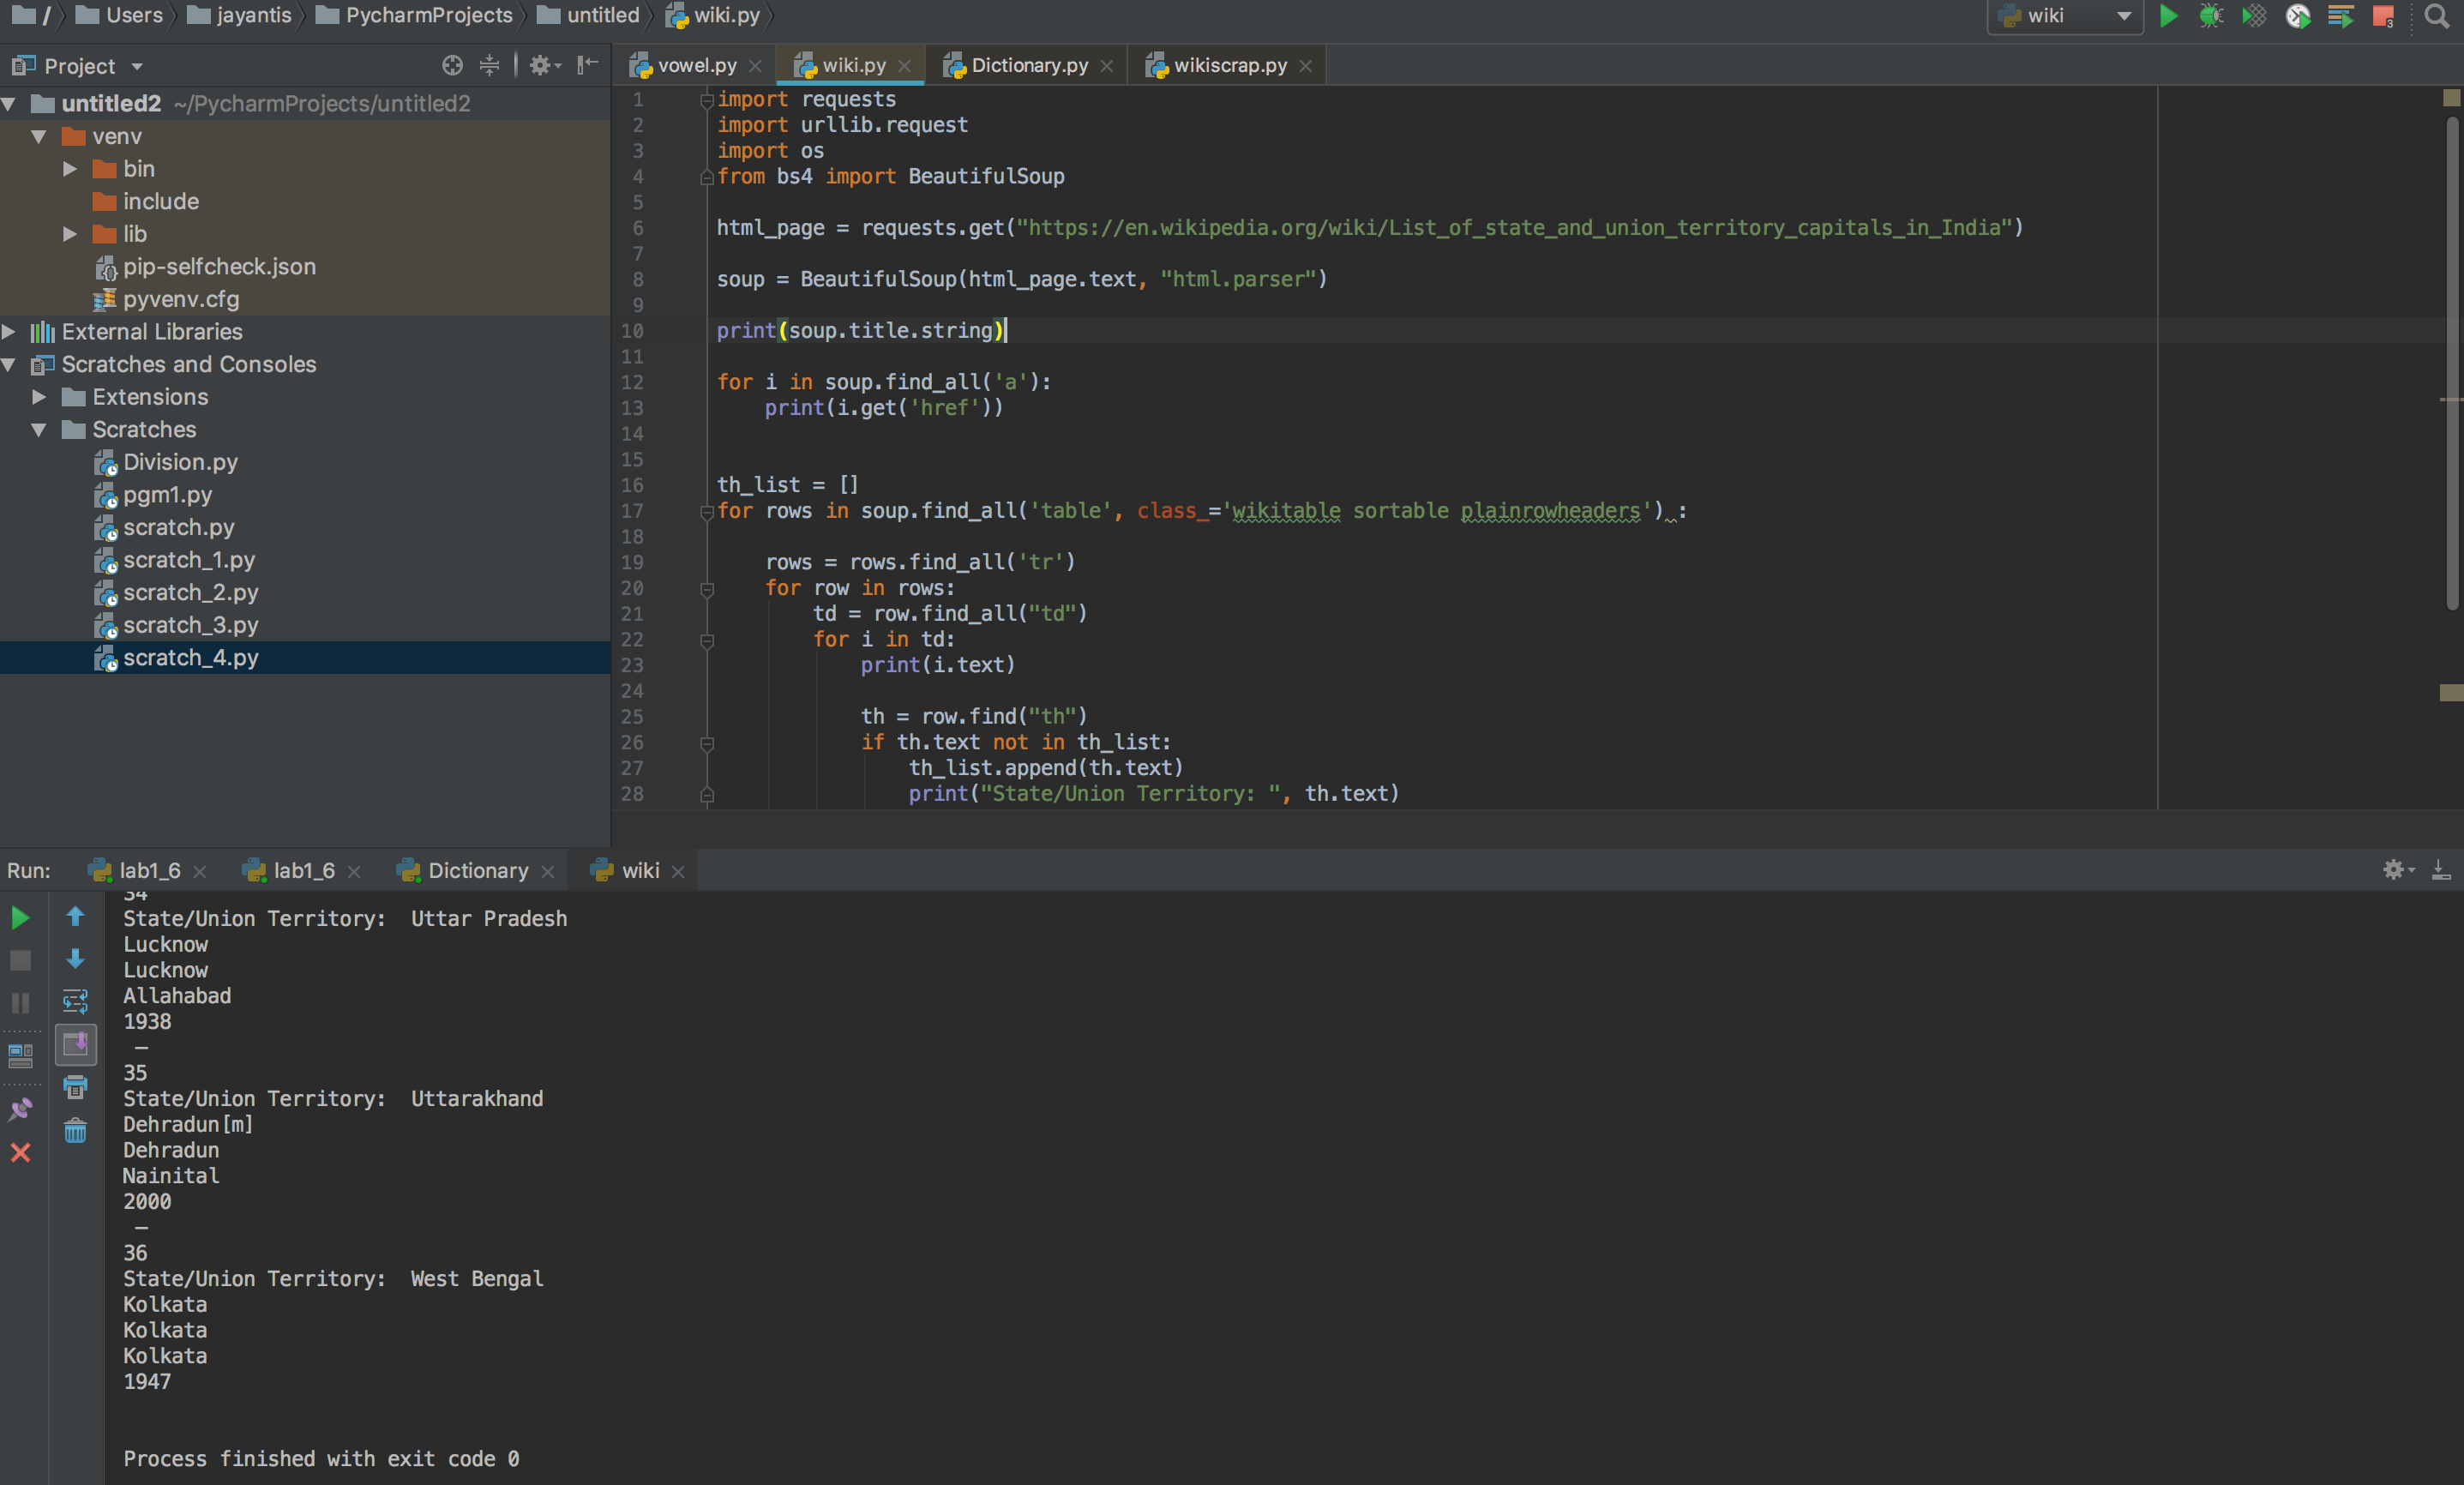 / Users jayantis PycharmProjects untitled wiki.py
wiki
Project
vowel.py wiki.py Dictionary.py wikiscrap.py
untitled2 ~/PycharmProjects/untitled2
venv
bin
include
lib
pip-selfcheck.json
pyvenv.cfg
External Libraries
Scratches and Consoles
Extensions
Scratches
Division.py
pgm1.py
scratch.py
scratch_1.py
scratch_2.py
scratch_3.py
scratch_4.py
1 import requests
2 import urllib.request
3 import os
4 from bs4 import BeautifulSoup
5
6 html_page = requests.get("https://en.wikipedia.org/wiki/List_of_state_and_union_territory_capitals_in_India")
7
8 soup = BeautifulSoup(html_page.text, "html.parser")
9
10 print(soup.title.string)
11
12 for i in soup.find_all('a'):
13     print(i.get('href'))
14
15
16 th_list = []
17 for rows in soup.find_all('table', class_='wikitable sortable plainrowheaders') :
18
19     rows = rows.find_all('tr')
20     for row in rows:
21         td = row.find_all("td")
22         for i in td:
23             print(i.text)
24
25             th = row.find("th")
26             if th.text not in th_list:
27                 th_list.append(th.text)
28                 print("State/Union Territory: ", th.text)
Run: lab1_6 lab1_6 Dictionary wiki
34
State/Union Territory:  Uttar Pradesh
Lucknow
Lucknow
Allahabad
1938
 —
35
State/Union Territory:  Uttarakhand
Dehradun[m]
Dehradun
Nainital
2000
 —
36
State/Union Territory:  West Bengal
Kolkata
Kolkata
Kolkata
1947
Process finished with exit code 0